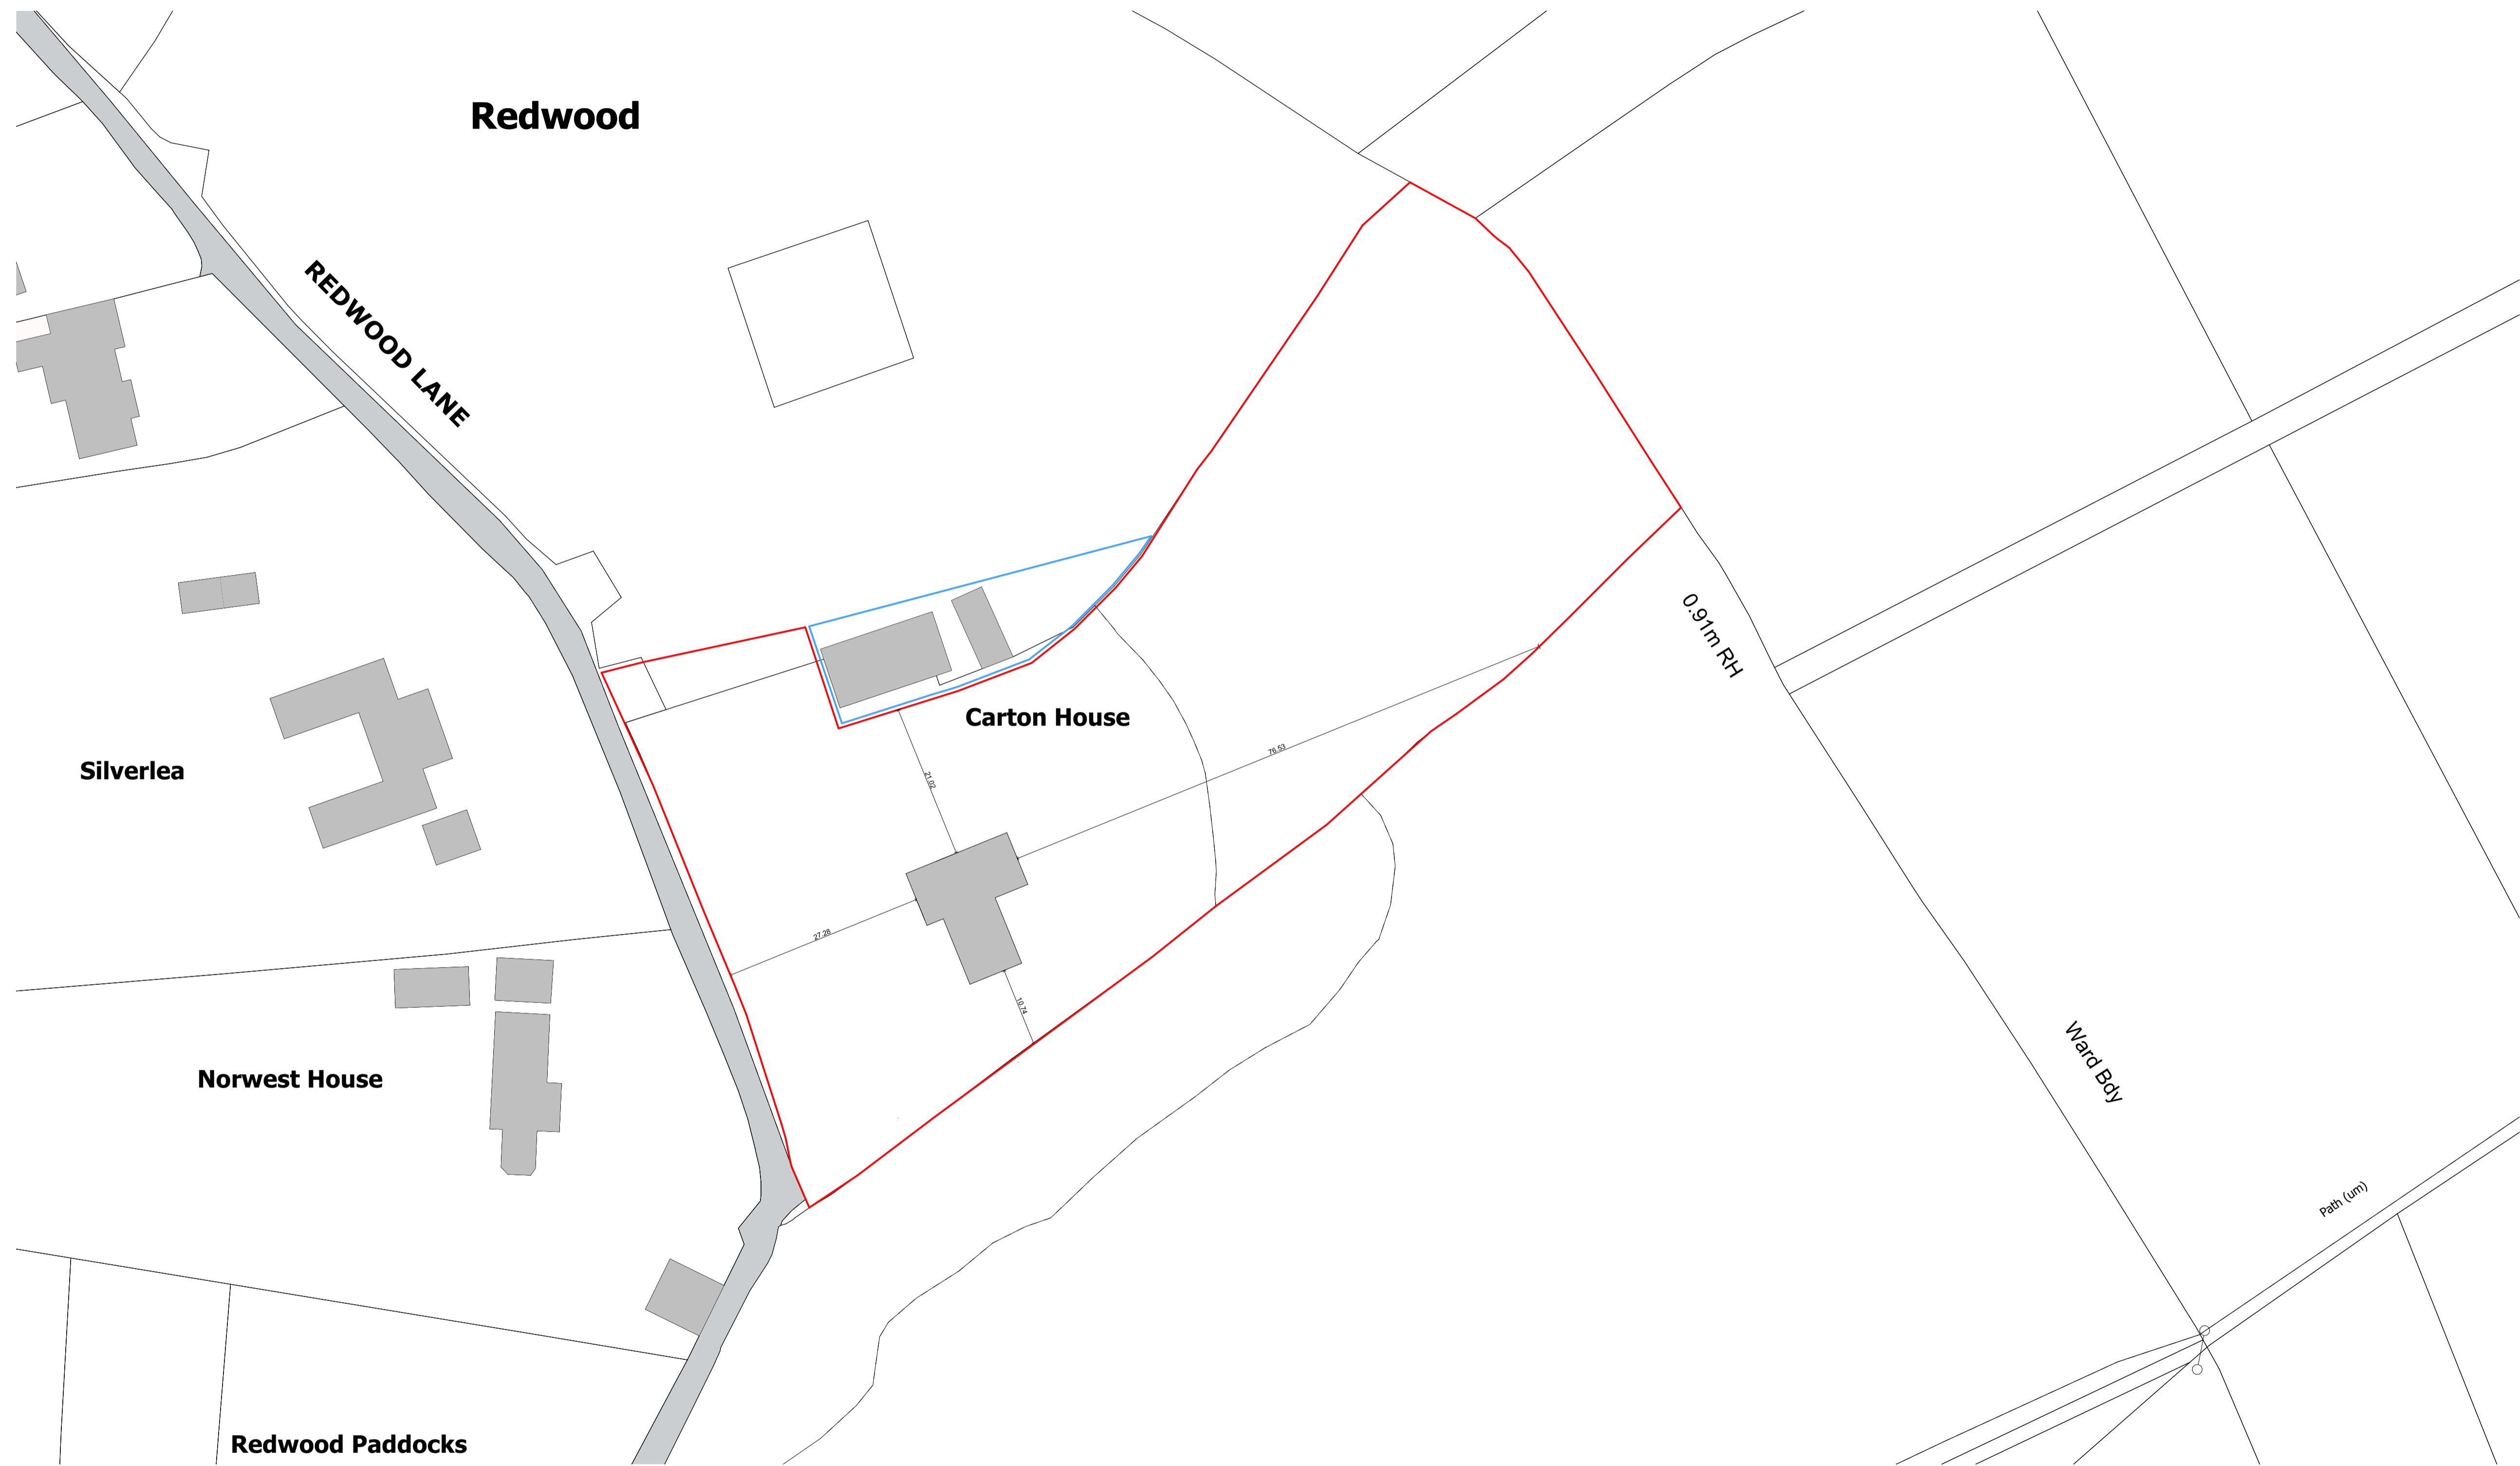 Redwood
REDWOOD LANE
0.91m RH
Carton House
76.53
Silverlea
21.02
27.28
10.74
Norwest House
Ward Bdy
Path (um)
Redwood Paddocks